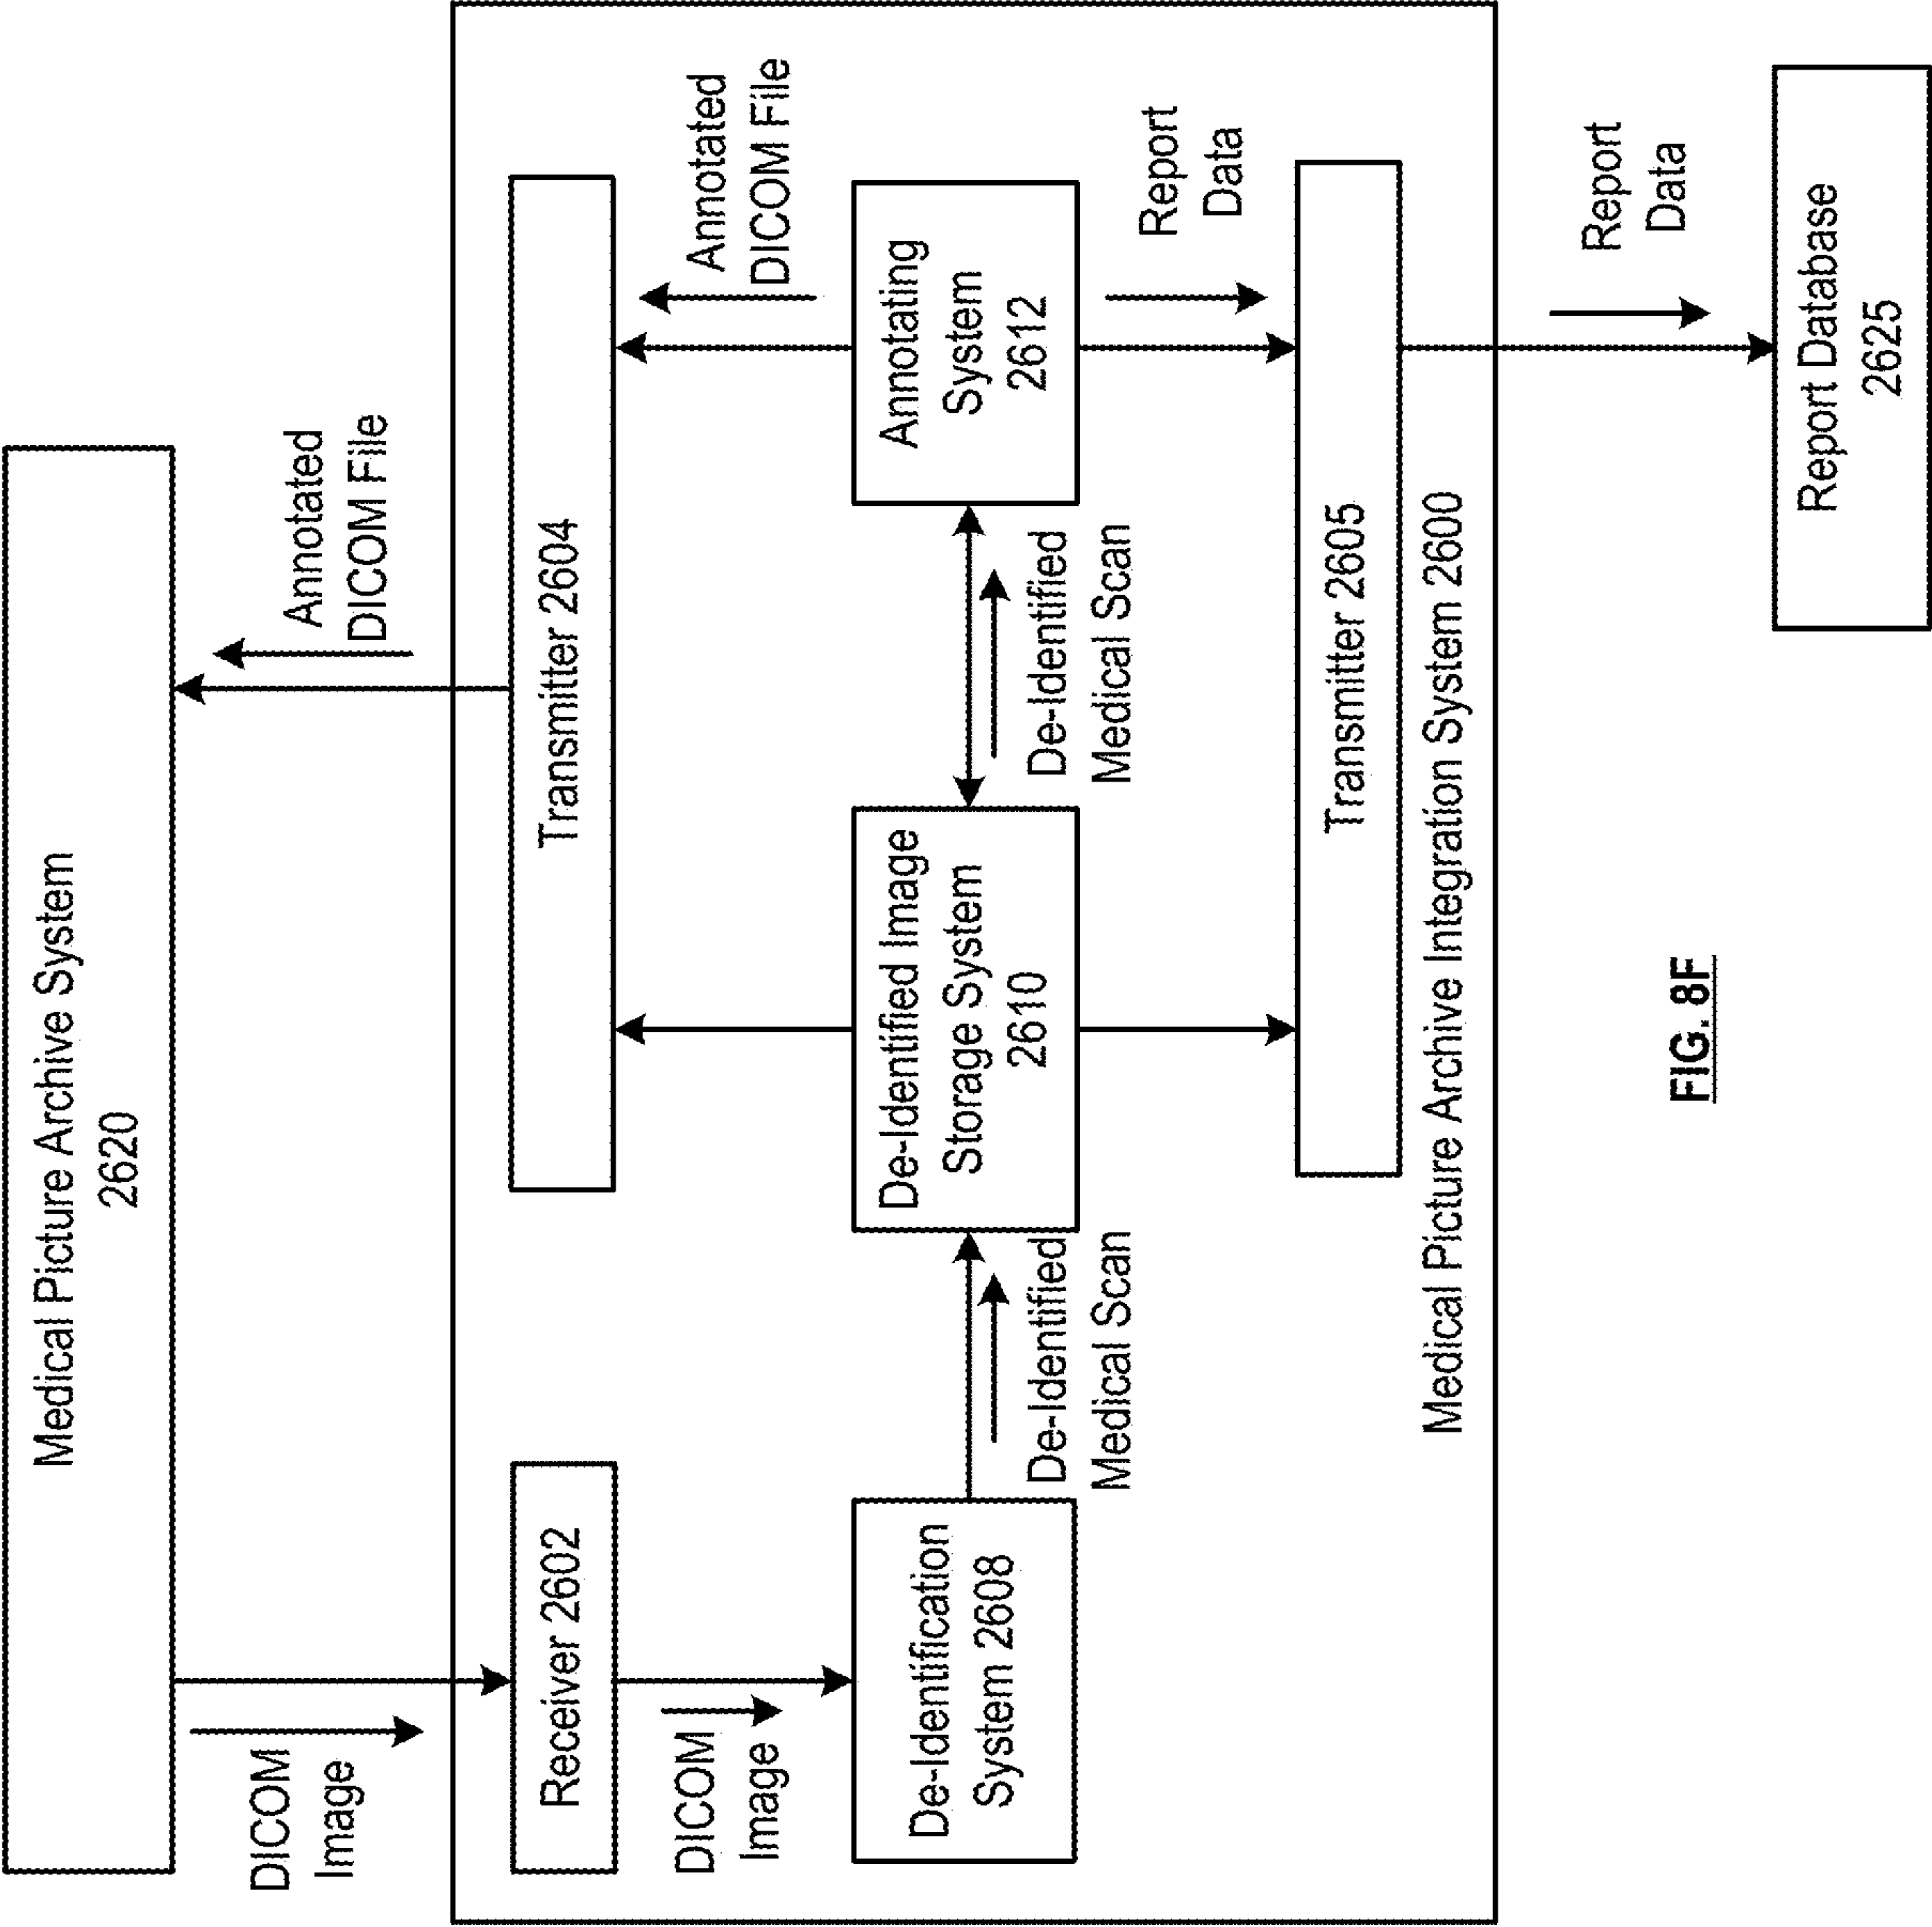 Medical Picture Archive System
2620
DICOM
Image
Annotated
DICOM File
Receiver 2602
Transmitter 2604
DICOM
Image
Annotated
DICOM File
De-Identification
System 2608
De-Identified
Medical Scan
De-Identified Image
Storage System
2610
De-Identified
Medical Scan
Annotating
System
2612
Report
Data
Transmitter 2605
Medical Picture Archive Integration System 2600
Report
Data
Report Database
2625
FIG. 8F